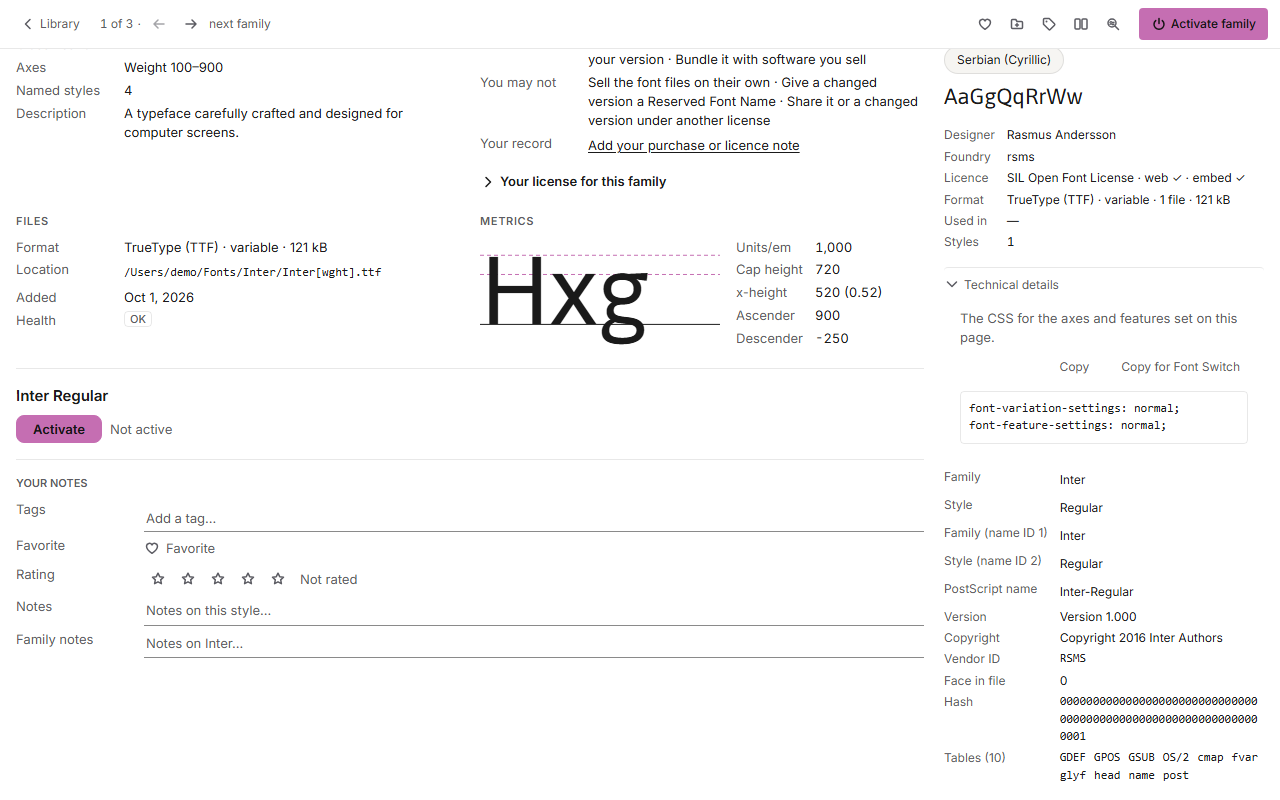 Library
1 of 3 ·
next family
Activate family
Axes
Weight 100–900
Named styles
4
Description
A typeface carefully crafted and designed for
computer screens.
your version · Bundle it with software you sell
You may not
Sell the font files on their own · Give a changed
version a Reserved Font Name · Share it or a changed
version under another license
Your record
Add your purchase or licence note
Your license for this family
FILES
Format
TrueType (TTF) · variable · 121 kB
Location
/Users/demo/Fonts/Inter/Inter[wght].ttf
Added
Oct 1, 2026
Health
OK
METRICS
Hxg
Units/em
1,000
Cap height
720
x-height
520 (0.52)
Ascender
900
Descender
-250
Inter Regular
Activate
Not active
YOUR NOTES
Tags
Add a tag...
Favorite
Favorite
Rating
Not rated
Notes
Notes on this style...
Family notes
Notes on Inter...
Serbian (Cyrillic)
AaGgQqRrWw
Designer
Rasmus Andersson
Foundry
rsms
Licence
SIL Open Font License · web ✓ · embed ✓
Format
TrueType (TTF) · variable · 1 file · 121 kB
Used in
—
Styles
1
Technical details
The CSS for the axes and features set on this
page.
Copy
Copy for Font Switch
font-variation-settings: normal;
font-feature-settings: normal;
Family
Inter
Style
Regular
Family (name ID 1)
Inter
Style (name ID 2)
Regular
PostScript name
Inter-Regular
Version
Version 1.000
Copyright
Copyright 2016 Inter Authors
Vendor ID
RSMS
Face in file
0
Hash
000000000000000000000000000000
000000000000000000000000000000
0001
Tables (10)
GDEF GPOS GSUB OS/2 cmap fvar
glyf head name post